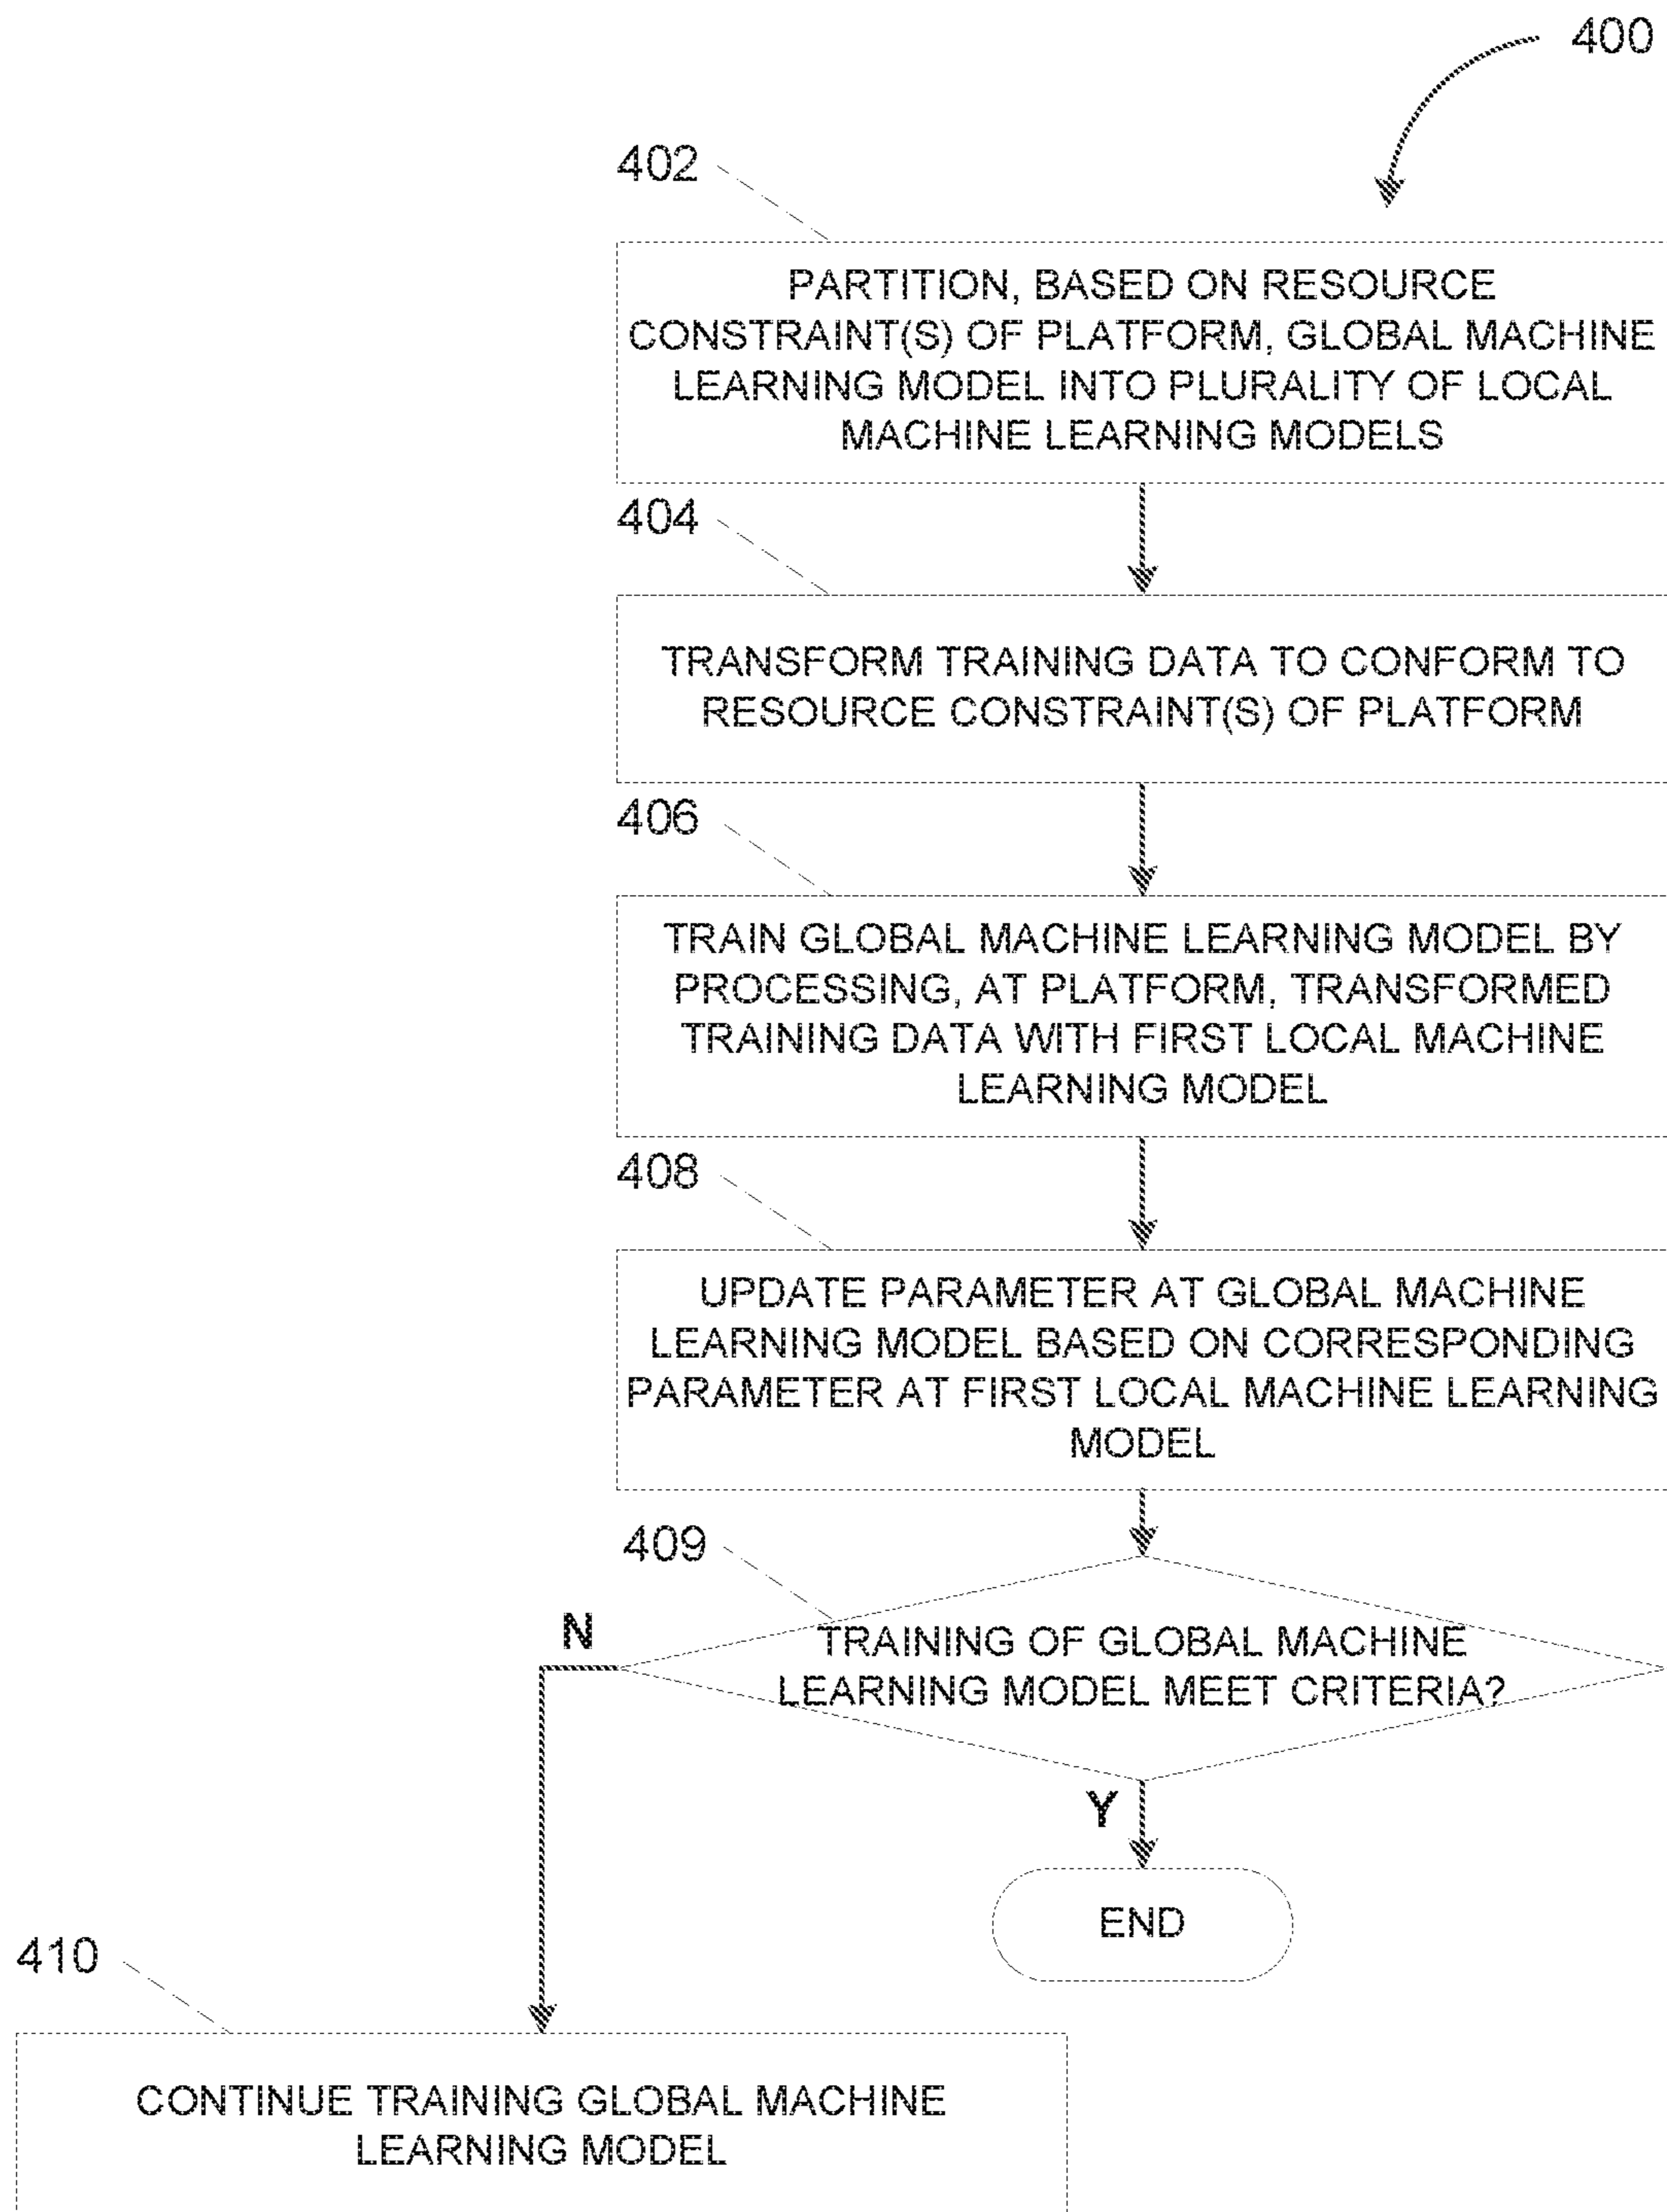 400
402
PARTITION, BASED ON RESOURCE
CONSTRAINT(S) OF PLATFORM, GLOBAL MACHINE
LEARNING MODEL INTO PLURALITY OF LOCAL
MACHINE LEARNING MODELS
404
TRANSFORM TRAINING DATA TO CONFORM TO
RESOURCE CONSTRAINT(S) OF PLATFORM
406
TRAIN GLOBAL MACHINE LEARNING MODEL BY
PROCESSING, AT PLATFORM, TRANSFORMED
TRAINING DATA WITH FIRST LOCAL MACHINE
LEARNING MODEL
408
UPDATE PARAMETER AT GLOBAL MACHINE
LEARNING MODEL BASED ON CORRESPONDING
PARAMETER AT FIRST LOCAL MACHINE LEARNING
MODEL
409
N
TRAINING OF GLOBAL MACHINE
LEARNING MODEL MEET CRITERIA?
Y
END
410
CONTINUE TRAINING GLOBAL MACHINE
LEARNING MODEL